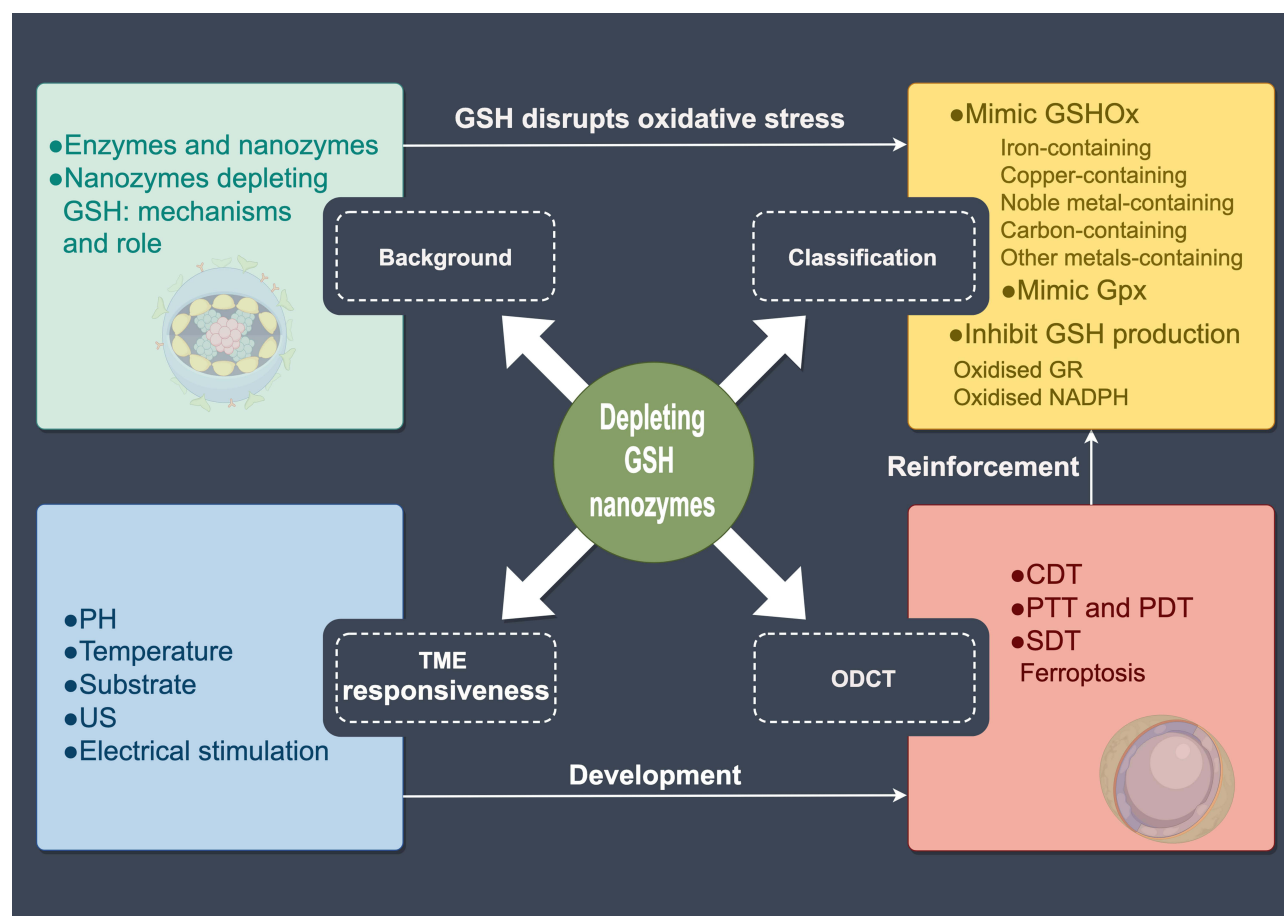 GSH disrupts oxidative stress
●Enzymes and nanozymes
●Nanozymes depleting
GSH: mechanisms
and role
Background
Classification
●Mimic GSHOx
Iron-containing
Copper-containing
Noble metal-containing
Carbon-containing
Other metals-containing
●Mimic Gpx
●Inhibit GSH production
Oxidised GR
Oxidised NADPH
Depleting
GSH
nanozymes
Reinforcement
●PH
●Temperature
●Substrate
●US
●Electrical stimulation
TME
responsiveness
ODCT
●CDT
●PTT and PDT
●SDT
Ferroptosis
Development